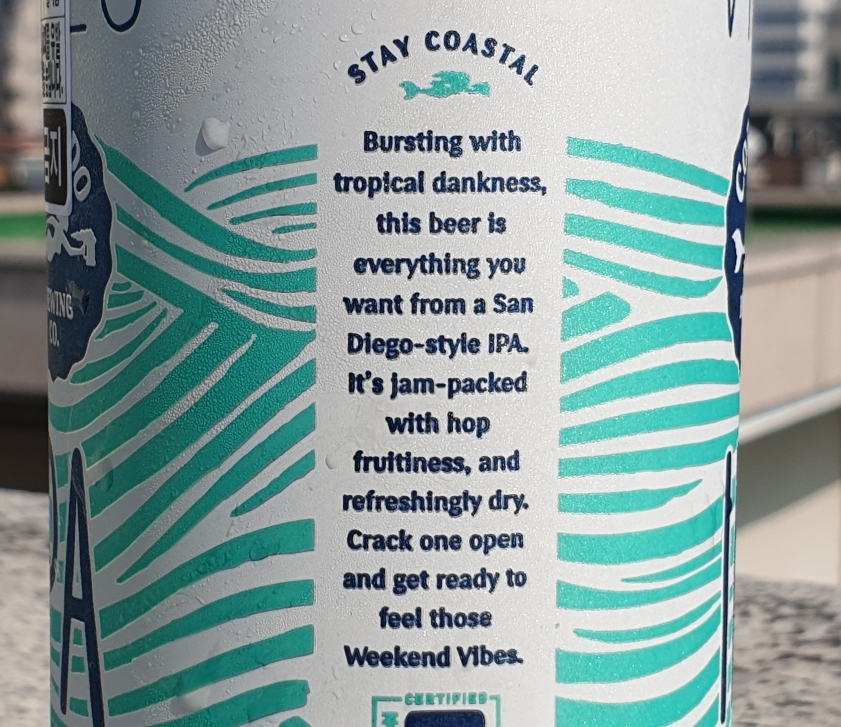 STAY COASTAL
Bursting with
tropical dankness,
this beer is
everything you
want from a San
Diego-style IPA.
It's jam-packed
with hop
fruitiness, and
refreshingly dry.
Crack one open
and get ready to
feel those
Weekend Vibes.
CERTIFIED
CO.